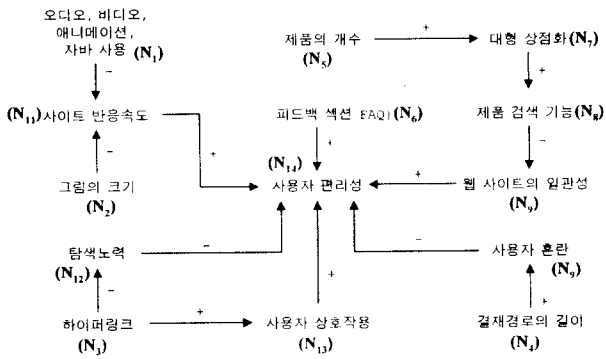 오디오, 비디오,
애니메이션,
자바 사용 (N₁)
제품의 개수
(N₅)
+
대형 상점화 (N₇)
−
+
(N₁₁) 사이트 반응속도
피드백 섹션 FAQ) (N₆)
제품 검색 기능 (N₈)
+
+
−
−
(N₁₄)
사용자 편리성
+
웹 사이트의 일관성
(N₉)
그림의 크기
(N₂)
탐색노력
(N₁₂)
−
−
사용자 혼란
(N₉)
−
+
+
하이퍼링크
(N₃)
+
사용자 상호작용
(N₁₃)
결재경로의 길이
(N₄)